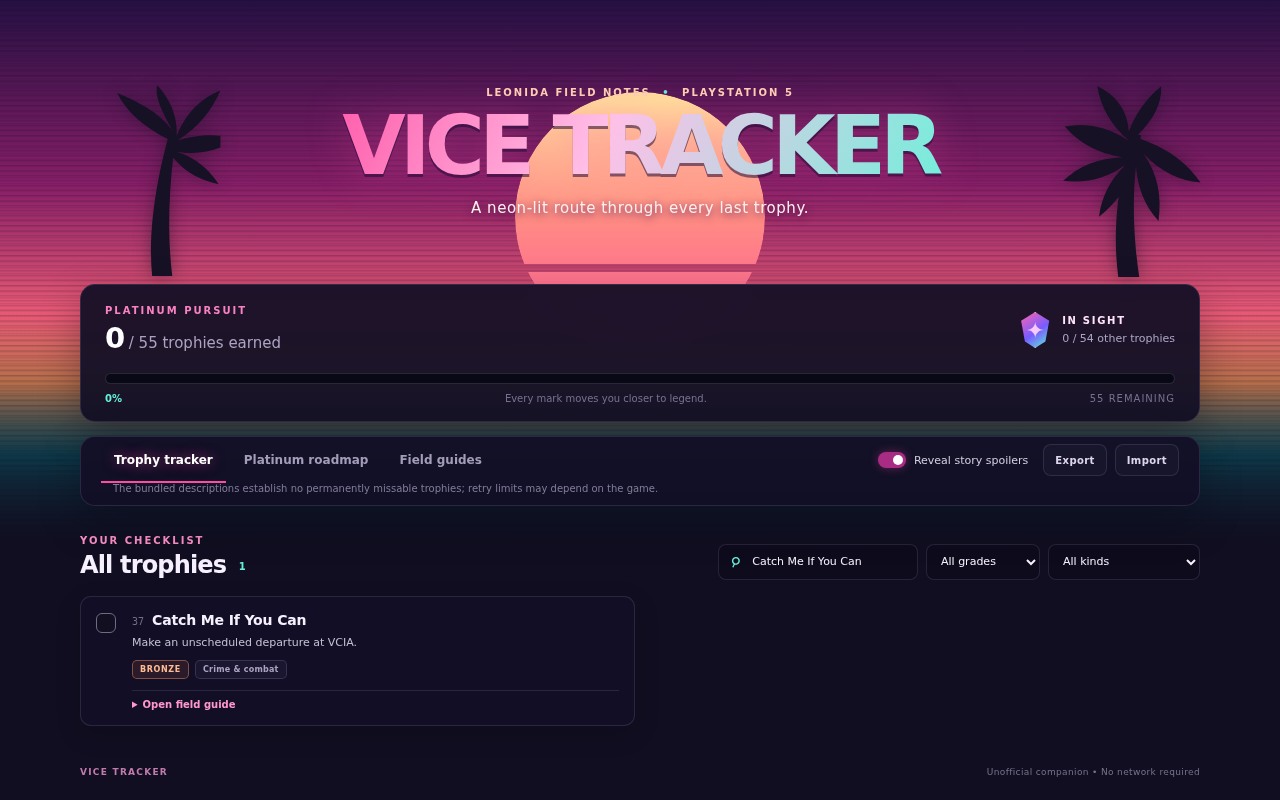 LEONIDA FIELD NOTES • PLAYSTATION 5
VICE TRACKER
A neon-lit route through every last trophy.
PLATINUM PURSUIT
0 / 55 trophies earned
IN SIGHT
0 / 54 other trophies
0%
Every mark moves you closer to legend.
55 REMAINING
Trophy tracker
Platinum roadmap
Field guides
Reveal story spoilers
Export
Import
The bundled descriptions establish no permanently missable trophies; retry limits may depend on the game.
YOUR CHECKLIST
All trophies 1
Catch Me If You Can
All grades
All kinds
37 Catch Me If You Can
Make an unscheduled departure at VCIA.
BRONZE
Crime & combat
Open field guide
VICE TRACKER
Unofficial companion • No network required